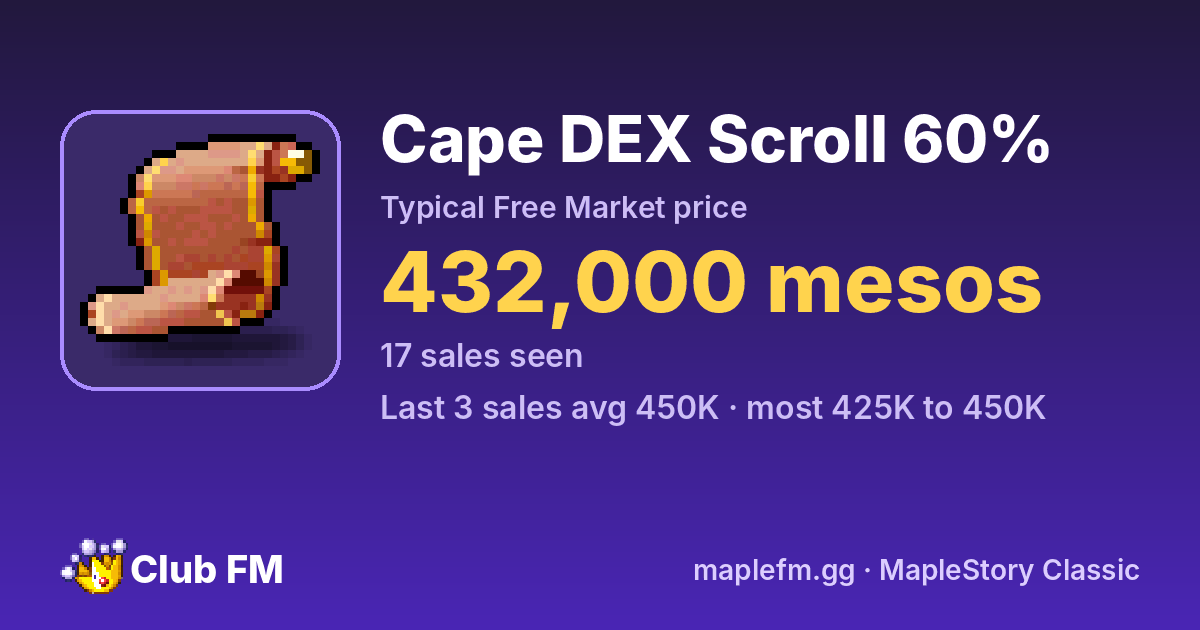 Cape DEX Scroll 60%
Typical Free Market price
432,000 mesos
17 sales seen
Last 3 sales avg 450K · most 425K to 450K
Club FM
maplefm.gg · MapleStory Classic